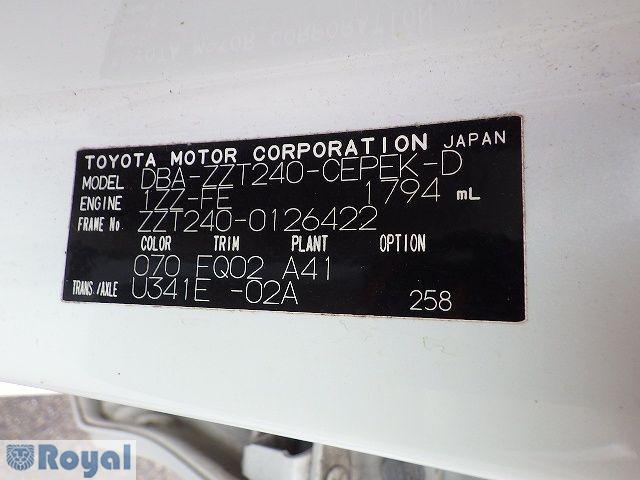 TOYOTA MOTOR CORPORATION JAPAN
MODEL DBA-ZZT240-CEPEK-D
ENGINE 1ZZ-FE 1794 mL
FRAME No. ZZT240-0126422
COLOR TRIM PLANT OPTION
070 FQ02 A41
TRANS/AXLE U341E -02A 258
Royal